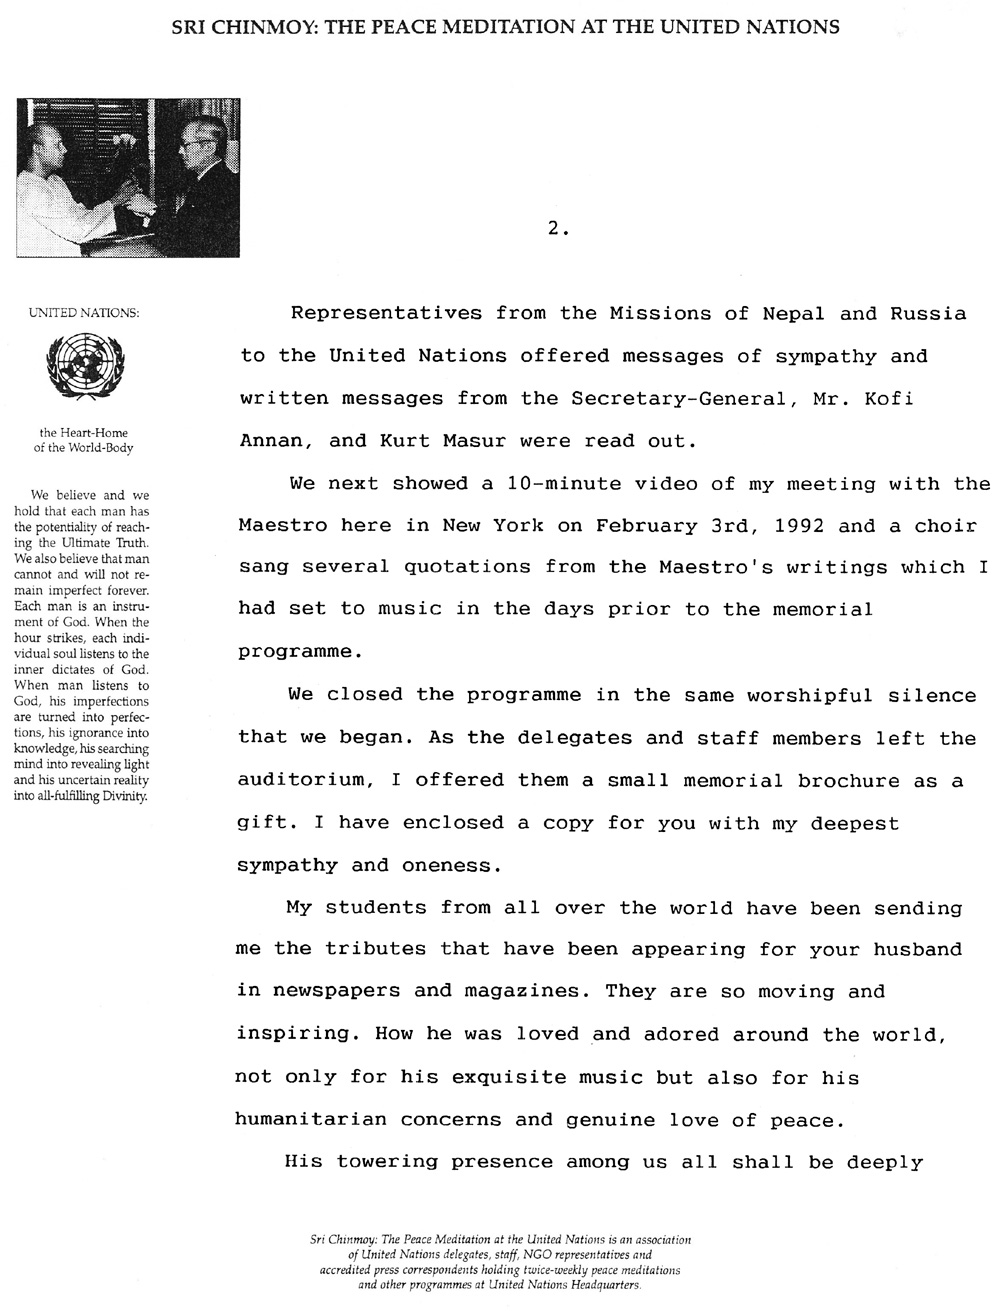 SRI CHINMOY: THE PEACE MEDITATION AT THE UNITED NATIONS
2.
UNITED NATIONS:
the Heart-Home
of the World-Body
We believe and we
hold that each man has
the potentiality of reach-
ing the Ultimate Truth.
We also believe that man
cannot and will not re-
main imperfect forever.
Each man is an instru-
ment of God. When the
hour strikes, each indi-
vidual soul listens to the
inner dictates of God.
When man listens to
God, his imperfections
are turned into perfec-
tions, his ignorance into
knowledge, his searching
mind into revealing light
and his uncertain reality
into all-fulfilling Divinity.
Representatives from the Missions of Nepal and Russia
to the United Nations offered messages of sympathy and
written messages from the Secretary-General, Mr. Kofi
Annan, and Kurt Masur were read out.
We next showed a 10-minute video of my meeting with the
Maestro here in New York on February 3rd, 1992 and a choir
sang several quotations from the Maestro's writings which I
had set to music in the days prior to the memorial
programme.
We closed the programme in the same worshipful silence
that we began. As the delegates and staff members left the
auditorium, I offered them a small memorial brochure as a
gift. I have enclosed a copy for you with my deepest
sympathy and oneness.
My students from all over the world have been sending
me the tributes that have been appearing for your husband
in newspapers and magazines. They are so moving and
inspiring. How he was loved and adored around the world,
not only for his exquisite music but also for his
humanitarian concerns and genuine love of peace.
His towering presence among us all shall be deeply
Sri Chinmoy: The Peace Meditation at the United Nations is an association
of United Nations delegates, staff, NGO representatives and
accredited press correspondents holding twice-weekly peace meditations
and other programmes at United Nations Headquarters.